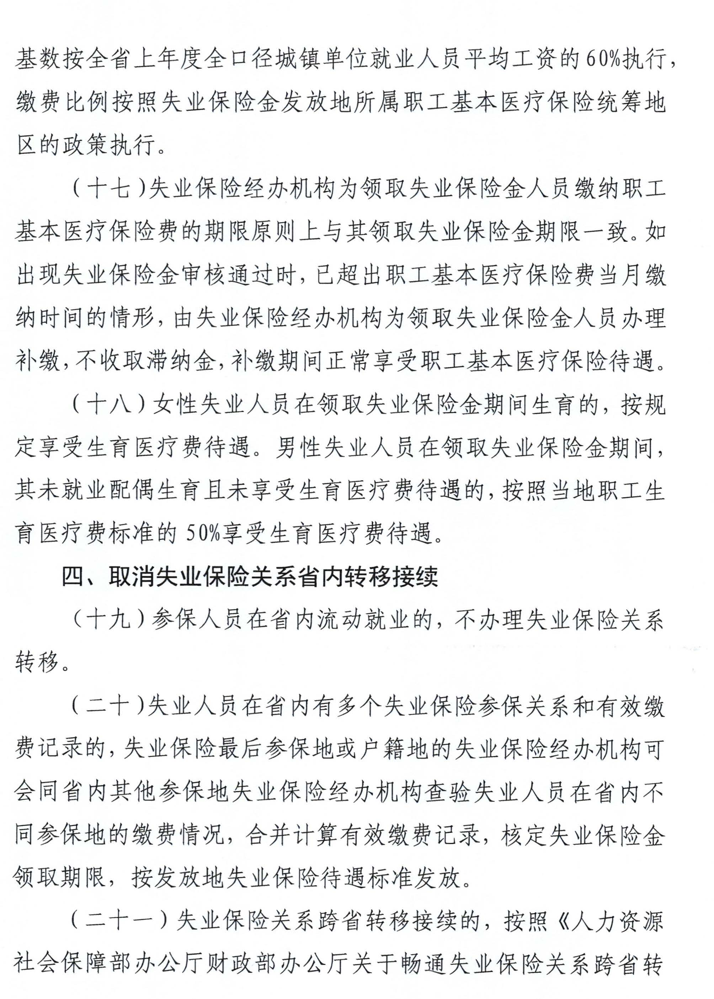 基数按全省上年度全口径城镇单位就业人员平均工资的60%执行，
缴费比例按照失业保险金发放地所属职工基本医疗保险统筹地
区的政策执行。
（十七）失业保险经办机构为领取失业保险金人员缴纳职工
基本医疗保险费的期限原则上与其领取失业保险金期限一致。如
出现失业保险金审核通过时，已超出职工基本医疗保险费当月缴
纳时间的情形，由失业保险经办机构为领取失业保险金人员办理
补缴，不收取滞纳金，补缴期间正常享受职工基本医疗保险待遇。
（十八）女性失业人员在领取失业保险金期间生育的，按规
定享受生育医疗费待遇。男性失业人员在领取失业保险金期间，
其未就业配偶生育且未享受生育医疗费待遇的，按照当地职工生
育医疗费标准的 50%享受生育医疗费待遇。
四、取消失业保险关系省内转移接续
（十九）参保人员在省内流动就业的，不办理失业保险关系
转移。
（二十）失业人员在省内有多个失业保险参保关系和有效缴
费记录的，失业保险最后参保地或户籍地的失业保险经办机构可
会同省内其他参保地失业保险经办机构查验失业人员在省内不
同参保地的缴费情况，合并计算有效缴费记录，核定失业保险金
领取期限，按发放地失业保险待遇标准发放。
（二十一）失业保险关系跨省转移接续的，按照《人力资源
社会保障部办公厅财政部办公厅关于畅通失业保险关系跨省转